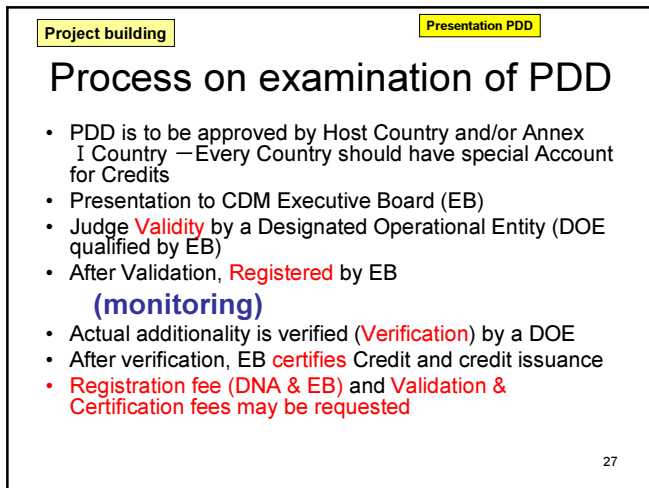 Project building
Presentation PDD
Process on examination of PDD
• PDD is to be approved by Host Country and/or Annex
Ⅰ Country －Every Country should have special Account
for Credits
• Presentation to CDM Executive Board (EB)
• Judge Validity by a Designated Operational Entity (DOE
qualified by EB)
• After Validation, Registered by EB
(monitoring)
• Actual additionality is verified (Verification) by a DOE
• After verification, EB certifies Credit and credit issuance
• Registration fee (DNA & EB) and Validation &
Certification fees may be requested
27